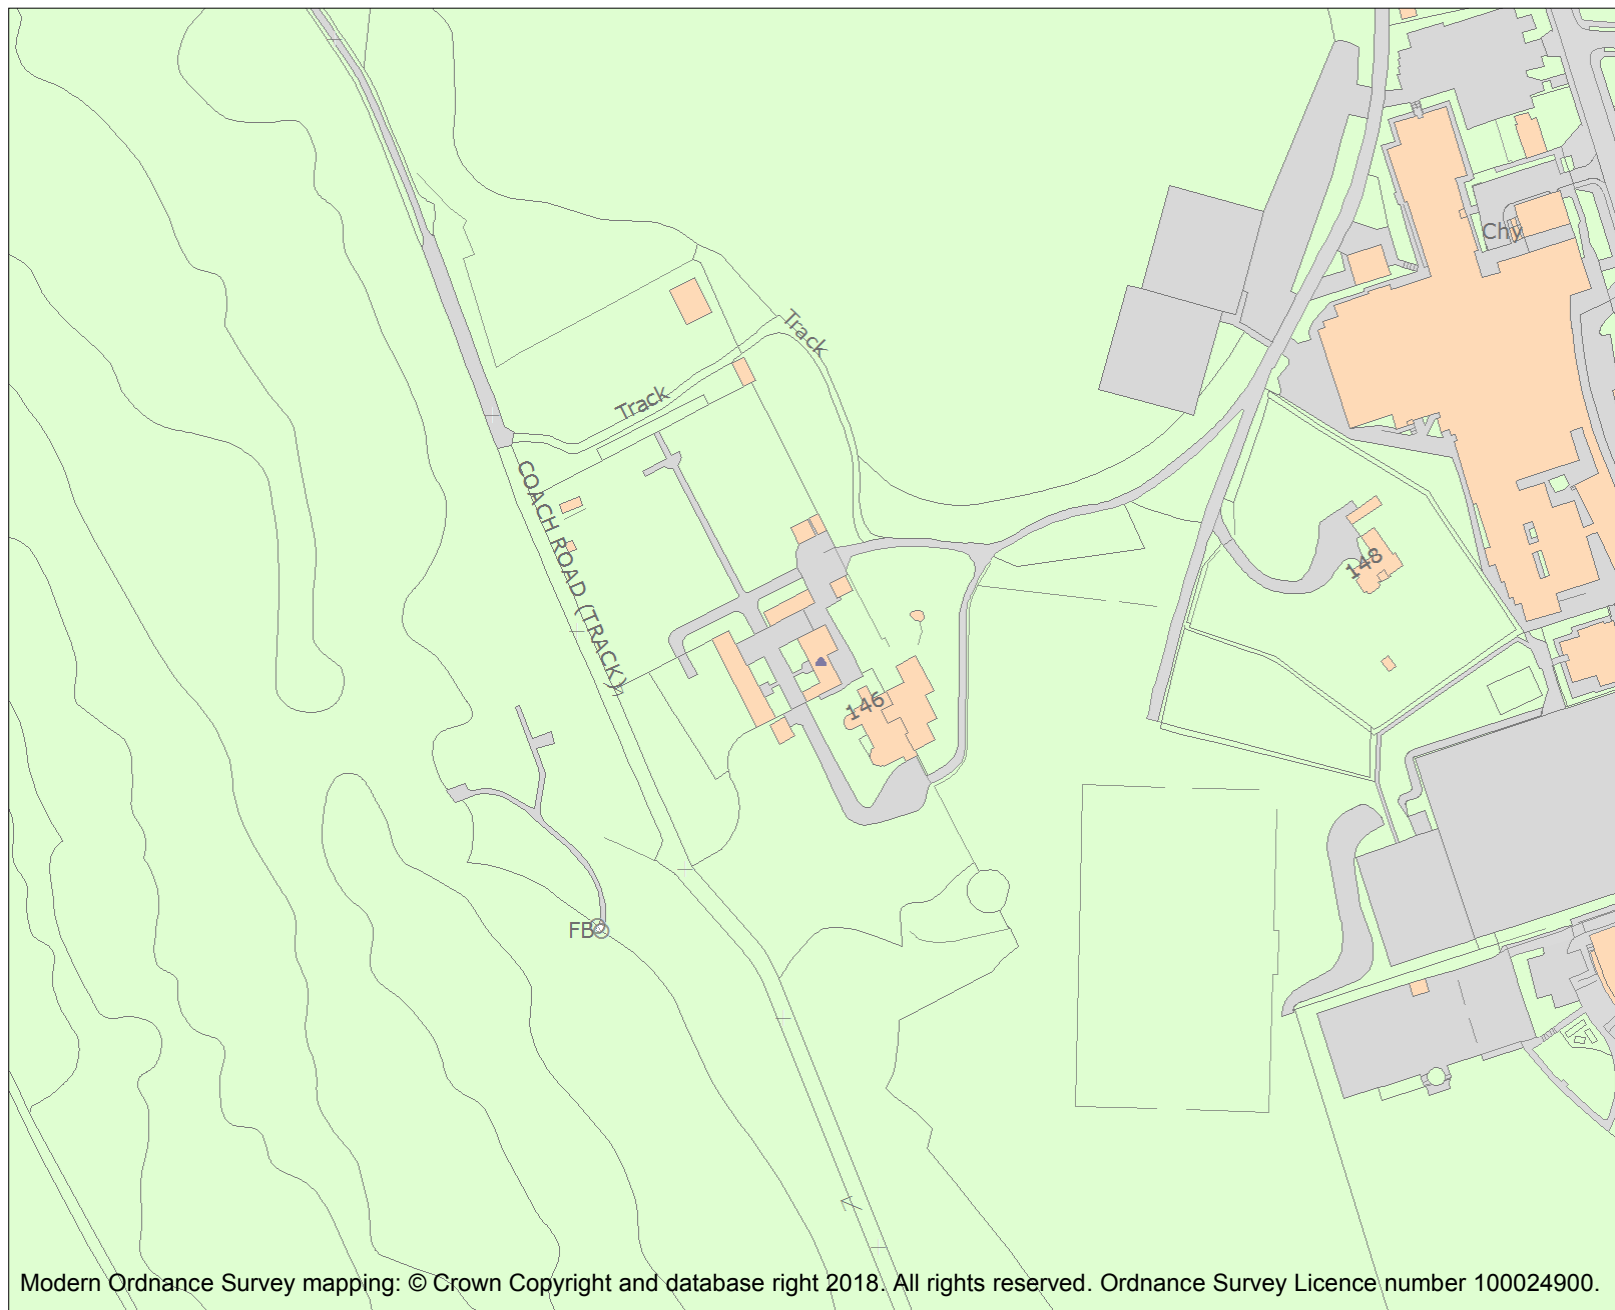 Chy
Track
Track
COACH ROAD (TRACK)
148
146
FB
Modern Ordnance Survey mapping: © Crown Copyright and database right 2018. All rights reserved. Ordnance Survey Licence number 100024900.